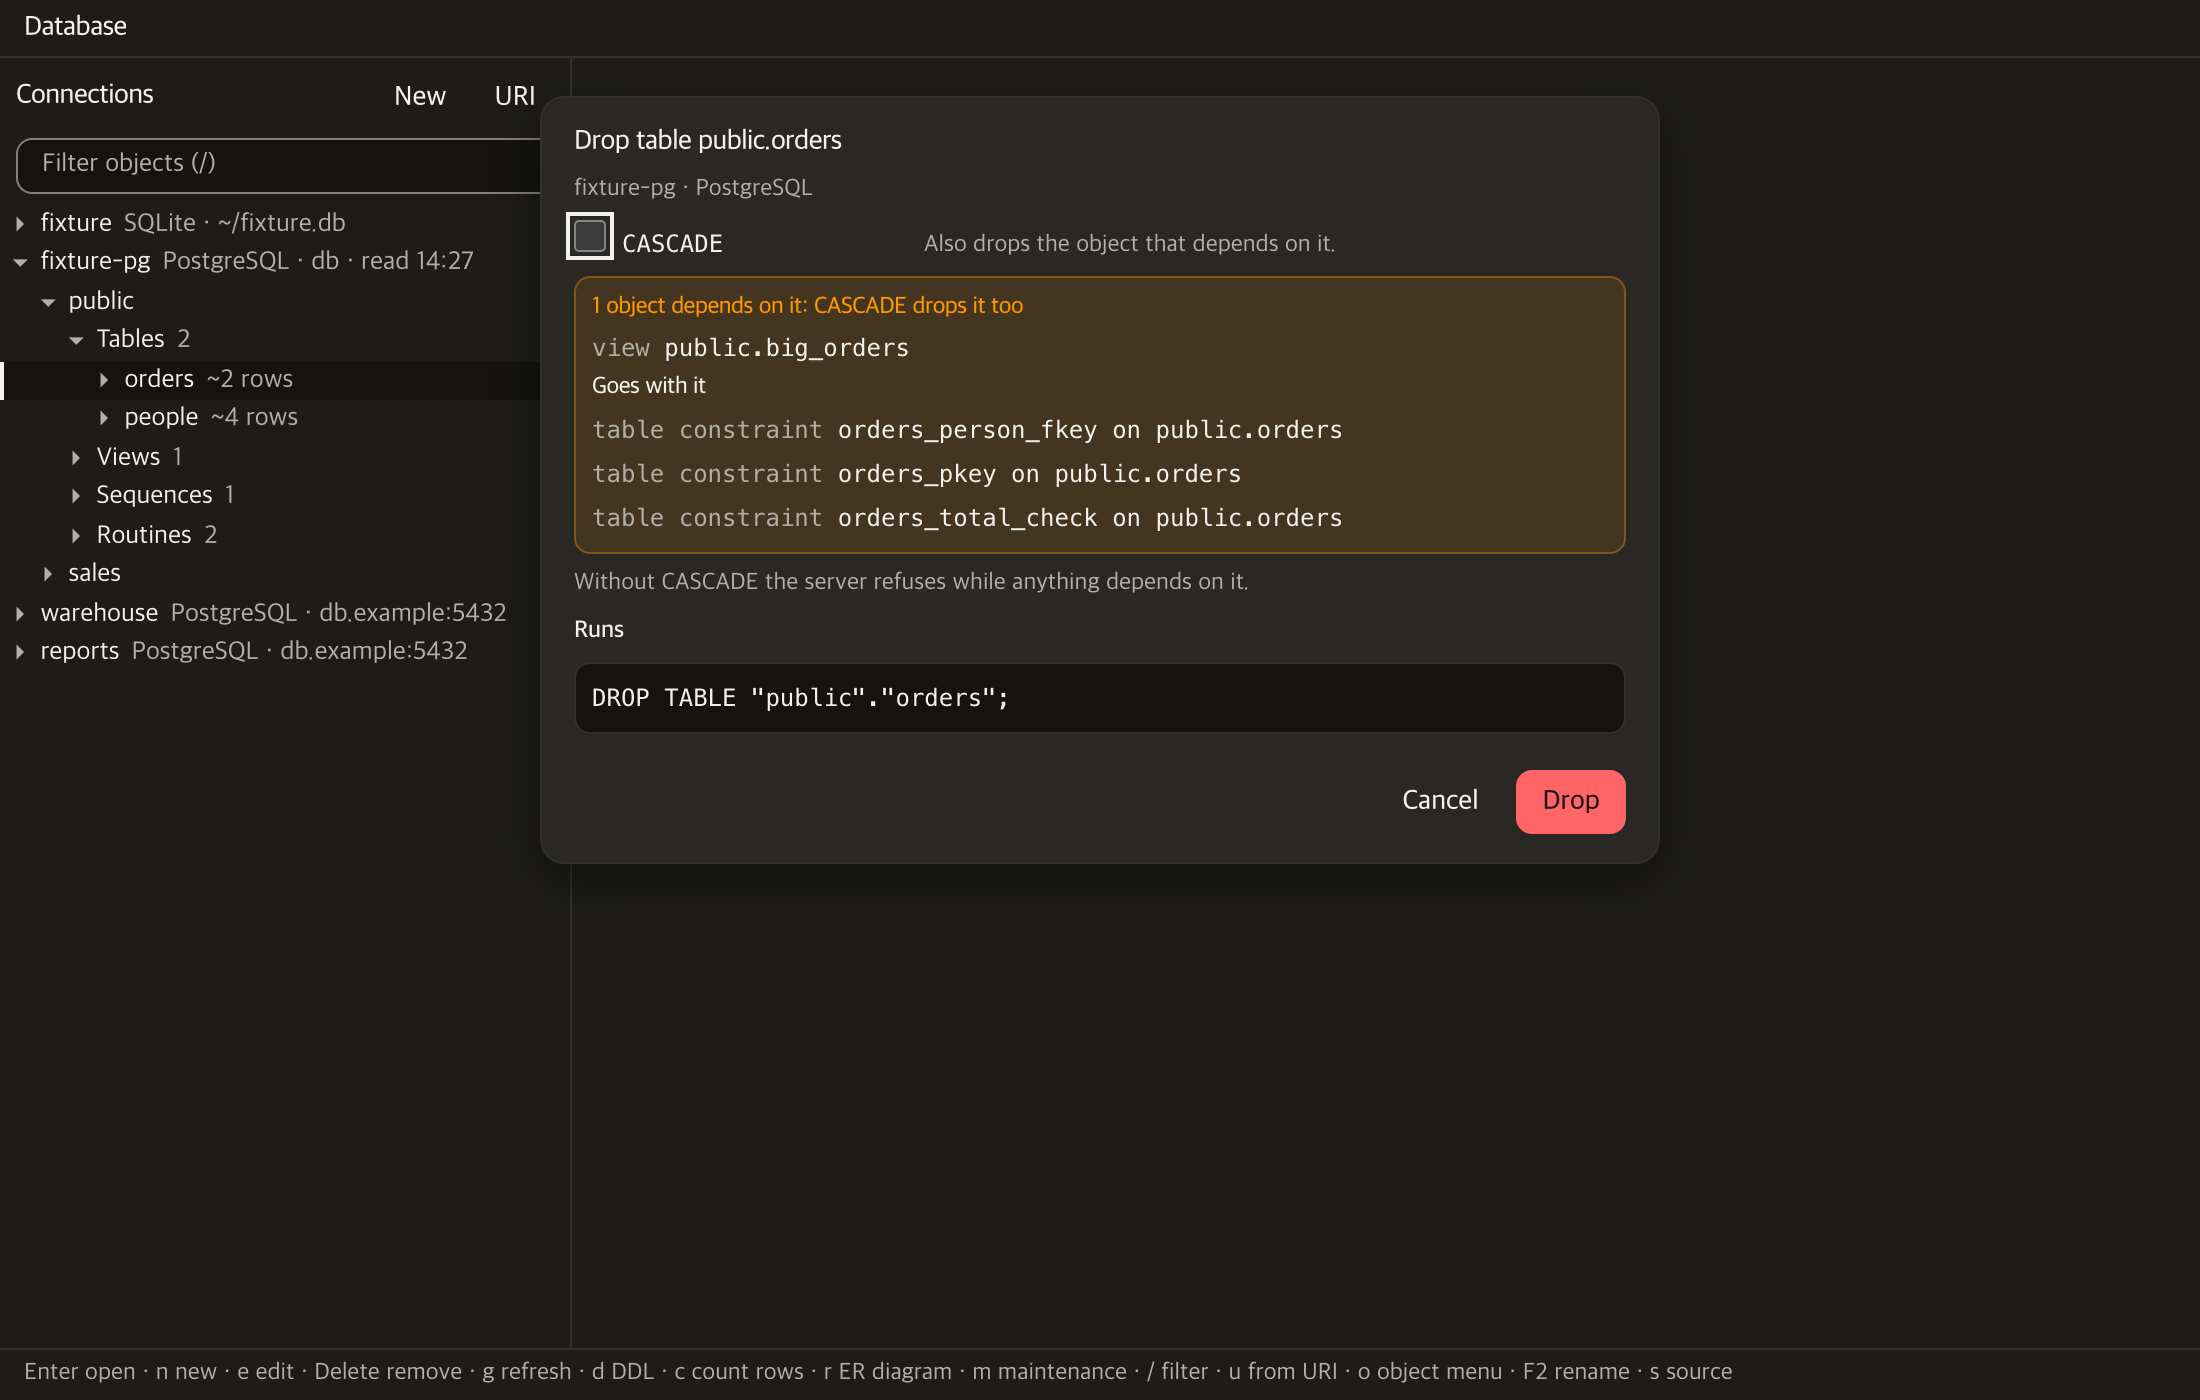 Database
Connections New URI
Filter objects (/)
fixture SQLite · ~/fixture.db
fixture-pg PostgreSQL · db · read 14:27
public
Tables 2
orders ~2 rows
people ~4 rows
Views 1
Sequences 1
Routines 2
sales
warehouse PostgreSQL · db.example:5432
reports PostgreSQL · db.example:5432
Drop table public.orders
fixture-pg · PostgreSQL
CASCADE Also drops the object that depends on it.
1 object depends on it: CASCADE drops it too
view public.big_orders
Goes with it
table constraint orders_person_fkey on public.orders
table constraint orders_pkey on public.orders
table constraint orders_total_check on public.orders
Without CASCADE the server refuses while anything depends on it.
Runs
DROP TABLE "public"."orders";
Cancel Drop
Enter open · n new · e edit · Delete remove · g refresh · d DDL · c count rows · r ER diagram · m maintenance · / filter · u from URI · o object menu · F2 rename · s source